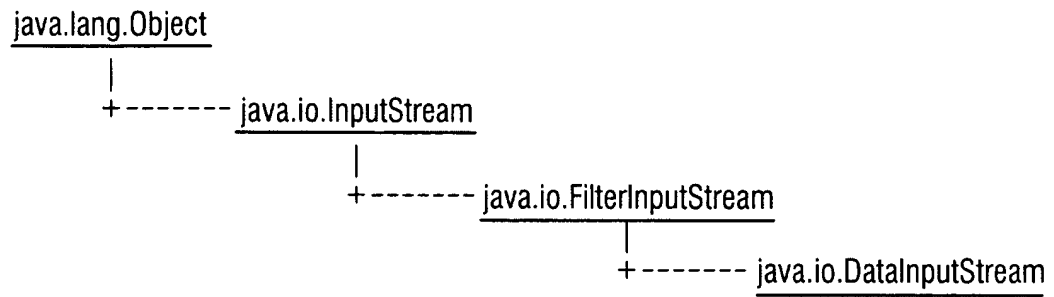 java.lang.Object
|
+------- java.io.InputStream
|
+------- java.io.FilterInputStream
|
+------- java.io.DataInputStream